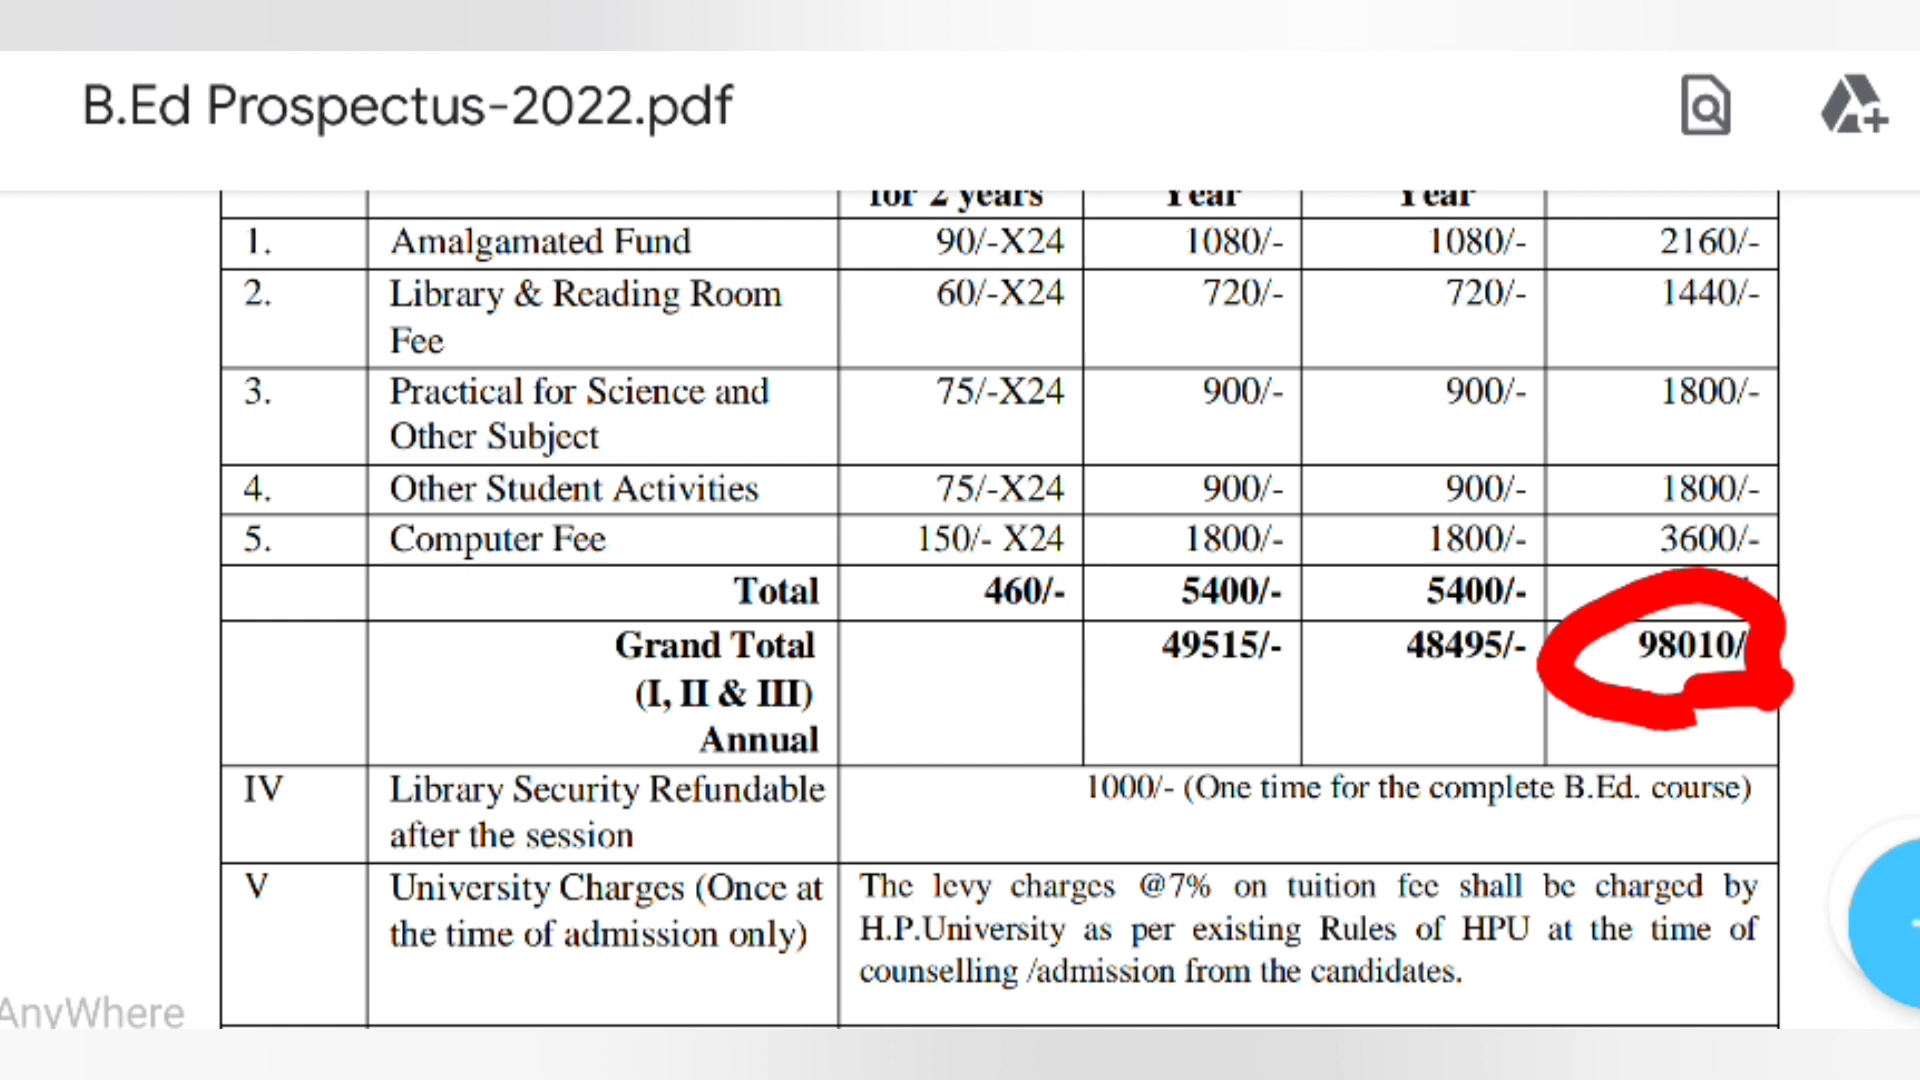 B.Ed Prospectus-2022.pdf
for 2 years Year Year
1. Amalgamated Fund 90/-X24 1080/- 1080/- 2160/-
2. Library & Reading Room 60/-X24 720/- 720/- 1440/-
Fee
3. Practical for Science and 75/-X24 900/- 900/- 1800/-
Other Subject
4. Other Student Activities 75/-X24 900/- 900/- 1800/-
5. Computer Fee 150/- X24 1800/- 1800/- 3600/-
Total 460/- 5400/- 5400/-
Grand Total 49515/- 48495/- 98010/
(I, II & III)
Annual
IV Library Security Refundable 1000/- (One time for the complete B.Ed. course)
after the session
V University Charges (Once at The levy charges @7% on tuition fee shall be charged by
the time of admission only) H.P.University as per existing Rules of HPU at the time of
counselling /admission from the candidates.
AnyWhere